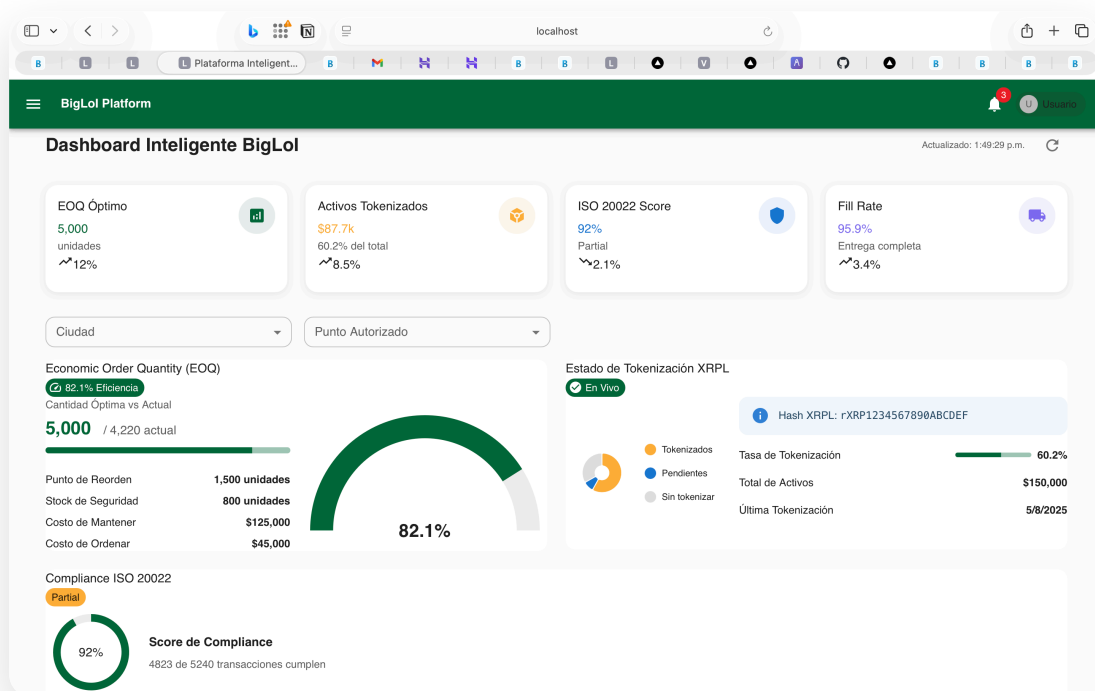 localhost
Plataforma Inteligent...
BigLol Platform
3
U
Usuario
Dashboard Inteligente BigLol
Actualizado: 1:49:29 p.m.
EOQ Óptimo
5,000
unidades
12%
Activos Tokenizados
$87.7k
60.2% del total
8.5%
ISO 20022 Score
92%
Partial
2.1%
Fill Rate
95.9%
Entrega completa
3.4%
Ciudad
Punto Autorizado
Economic Order Quantity (EOQ)
82.1% Eficiencia
Cantidad Óptima vs Actual
5,000 / 4,220 actual
Punto de Reorden 1,500 unidades
Stock de Seguridad 800 unidades
Costo de Mantener $125,000
Costo de Ordenar $45,000
82.1%
Estado de Tokenización XRPL
En Vivo
Tokenizados
Pendientes
Sin tokenizar
Hash XRPL: rXRP1234567890ABCDEF
Tasa de Tokenización 60.2%
Total de Activos $150,000
Última Tokenización 5/8/2025
Compliance ISO 20022
Partial
92%
Score de Compliance
4823 de 5240 transacciones cumplen